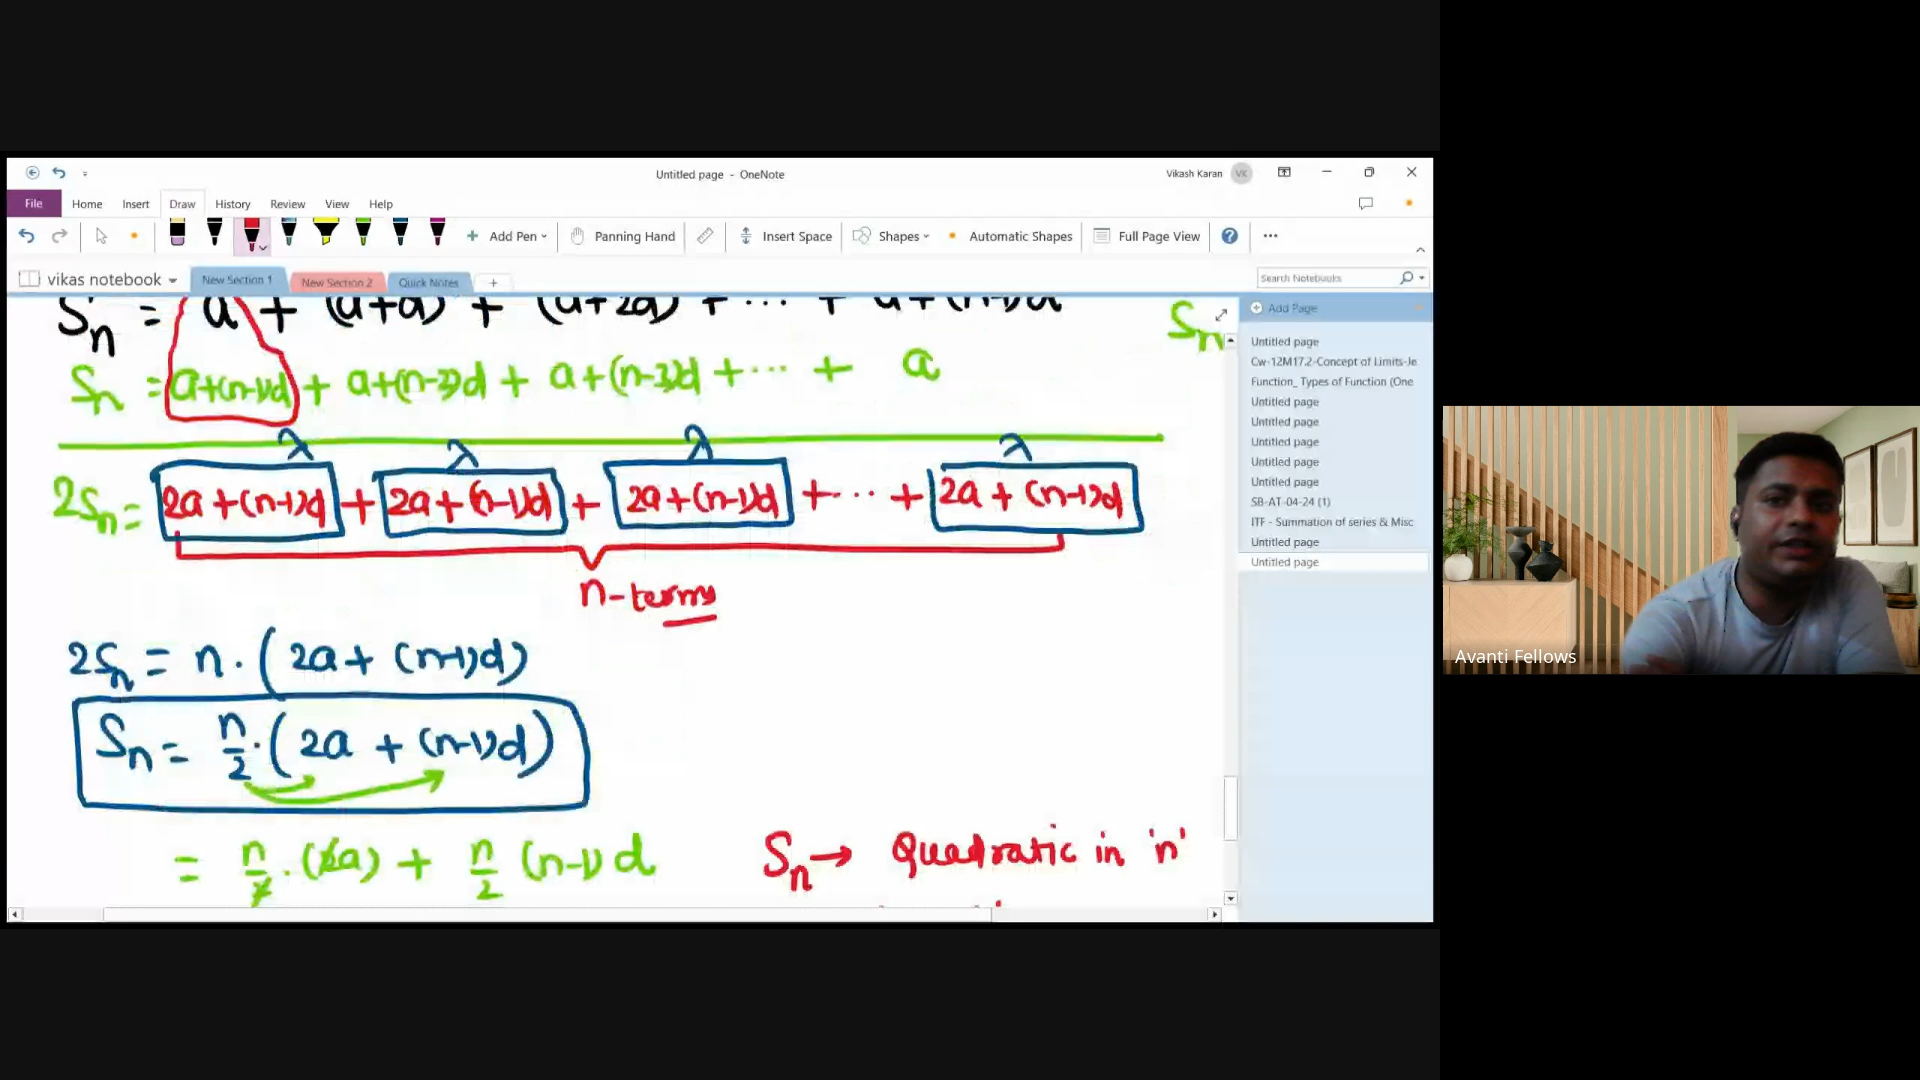 Untitled page - OneNote
Vikash Karan VK
File Home Insert Draw History Review View Help
Add Pen Panning Hand Insert Space Shapes Automatic Shapes Full Page View
vikas notebook New Section 1 New Section 2 Quick Notes +
Search Notebooks
Add Page
Untitled page
Cw-12M17.2-Concept of Limits-Je
Function_ Types of Function (One
Untitled page
Untitled page
Untitled page
Untitled page
Untitled page
SB-AT-04-24 (1)
ITF - Summation of series & Misc
Untitled page
Untitled page
Sn = a + (a+d) + (a+2d) + ... + a+(n-1)d
Sn
Sn = a+(n-1)d + a+(n-2)d + a+(n-3)d + ... + a
λ λ λ λ
2Sn = 2a+(n-1)d + 2a+(n-1)d + 2a+(n-1)d + ... + 2a+(n-1)d
n-terms
2Sn = n · (2a+(n-1)d)
Sn = n/2 · (2a + (n-1)d)
= n/2 · (2a) + n/2 (n-1)d
Sn → Quadratic in 'n'
Avanti Fellows